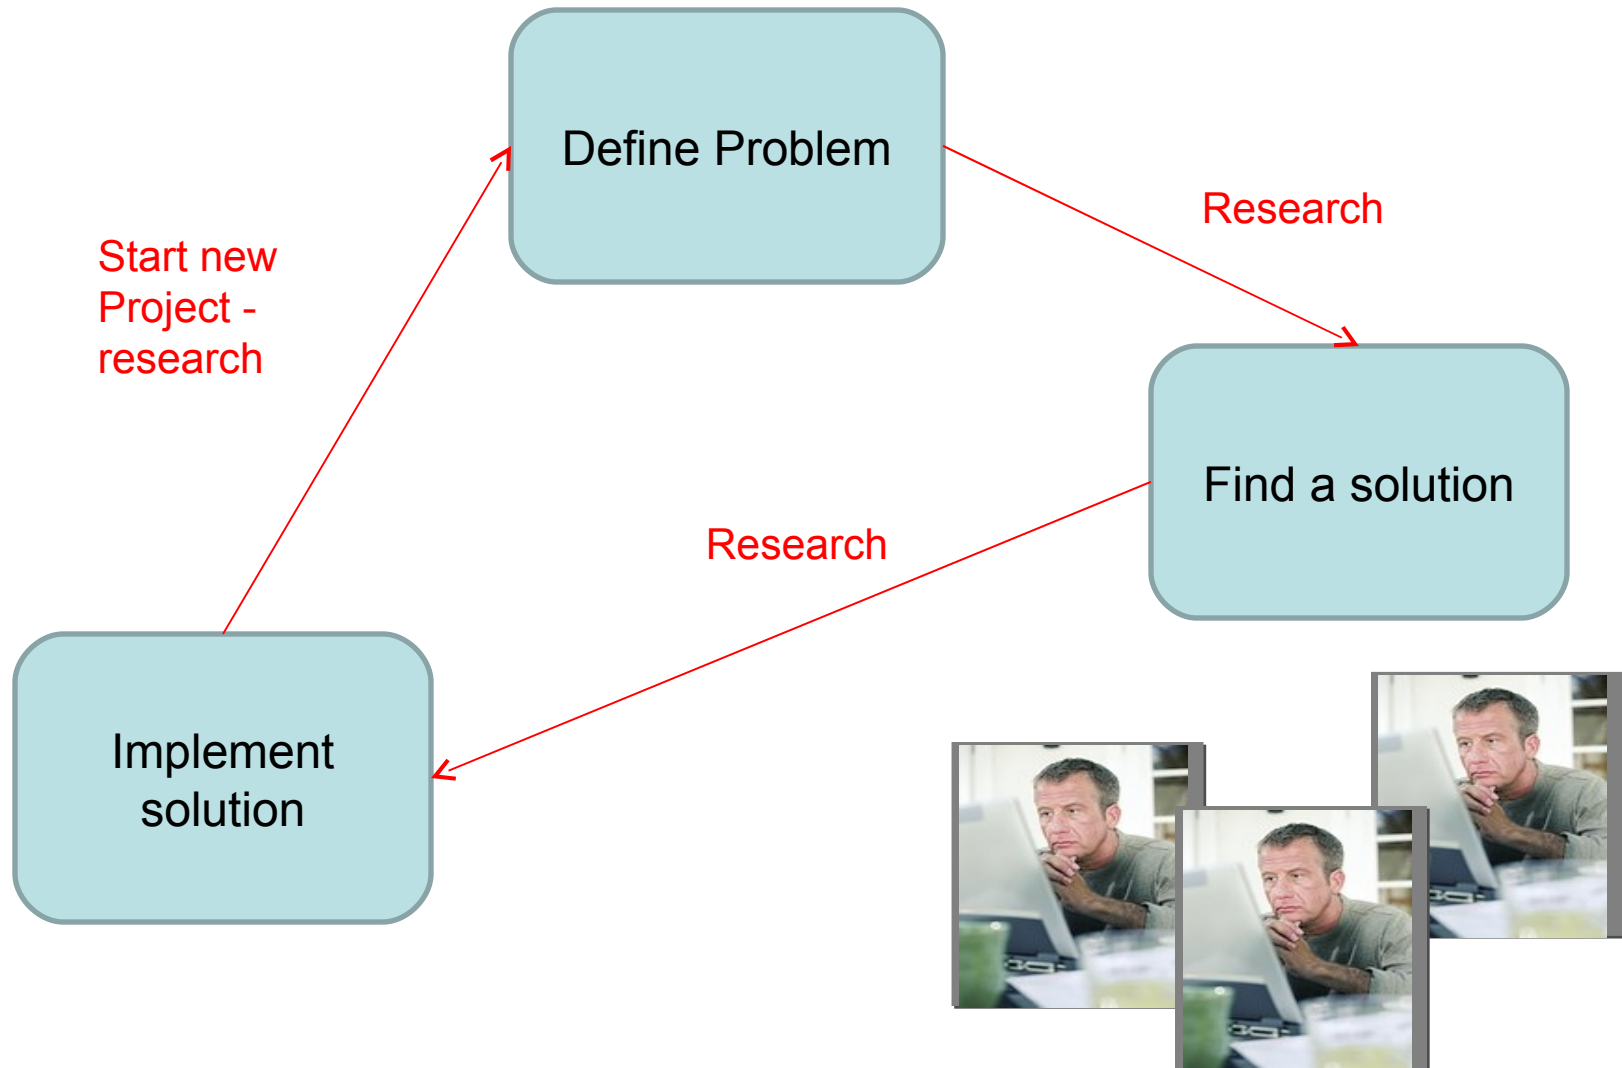 Define Problem
Research
Start new
Project -
research
Find a solution
Research
Implement
solution